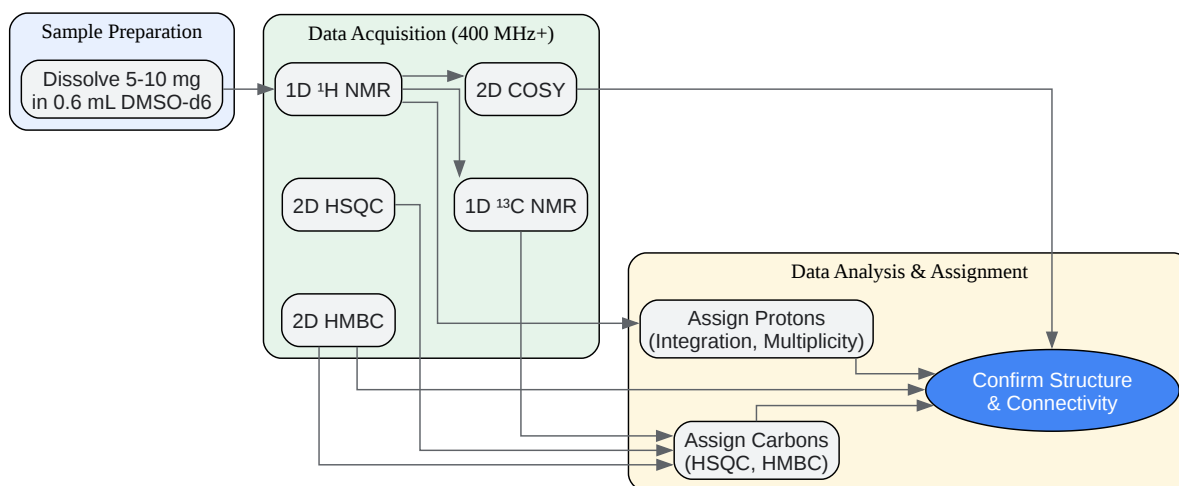 Sample Preparation
Dissolve 5-10 mg
in 0.6 mL DMSO-d6
Data Acquisition (400 MHz+)
1D ¹H NMR
2D COSY
2D HSQC
1D ¹³C NMR
2D HMBC
Data Analysis & Assignment
Assign Protons
(Integration, Multiplicity)
Confirm Structure
& Connectivity
Assign Carbons
(HSQC, HMBC)